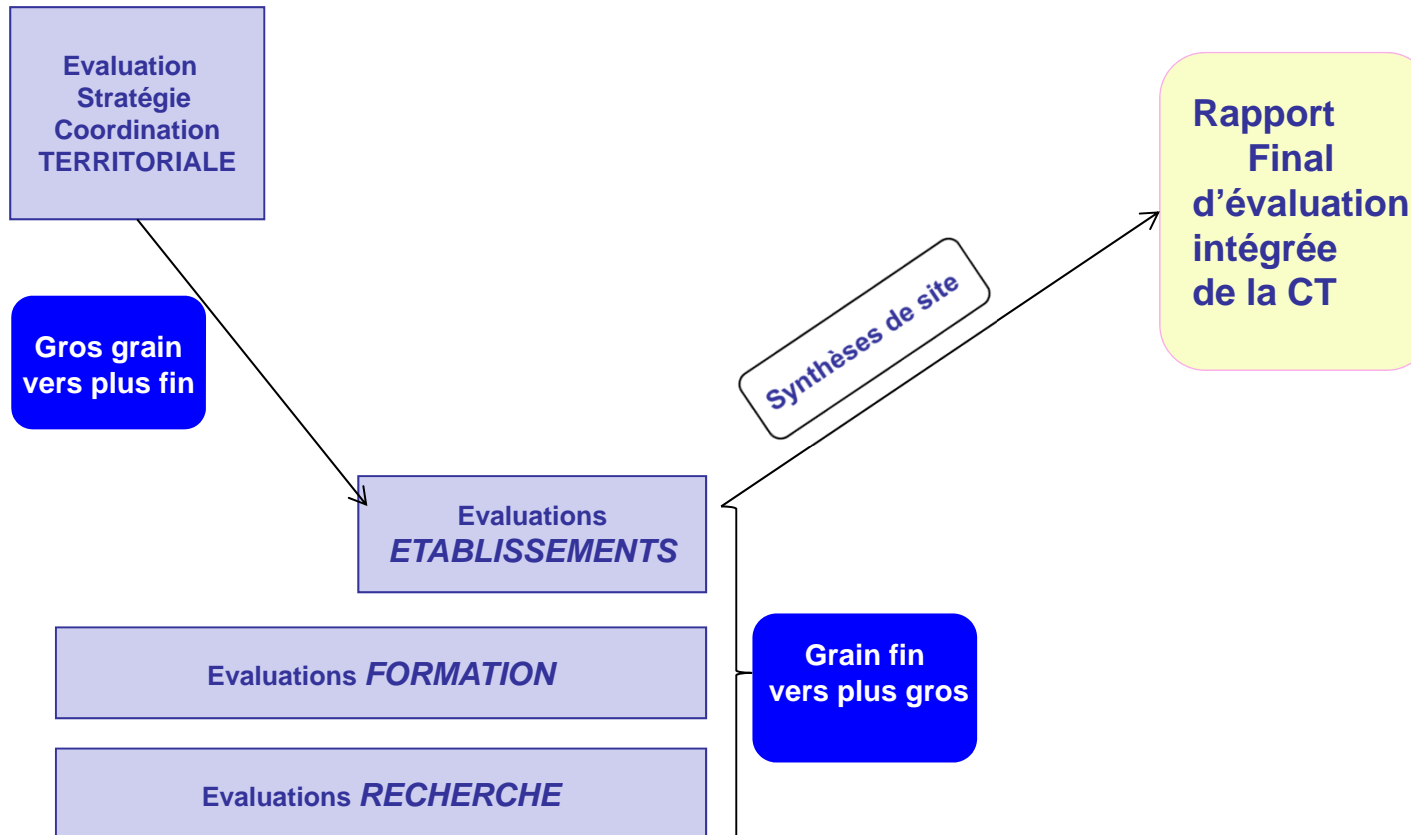 Evaluation
Stratégie
Coordination
TERRITORIALE
Rapport
Final
d'évaluation
intégrée
de la CT
Gros grain
vers plus fin
Synthèses de site
Evaluations
ETABLISSEMENTS
Evaluations FORMATION
Grain fin
vers plus gros
Evaluations RECHERCHE